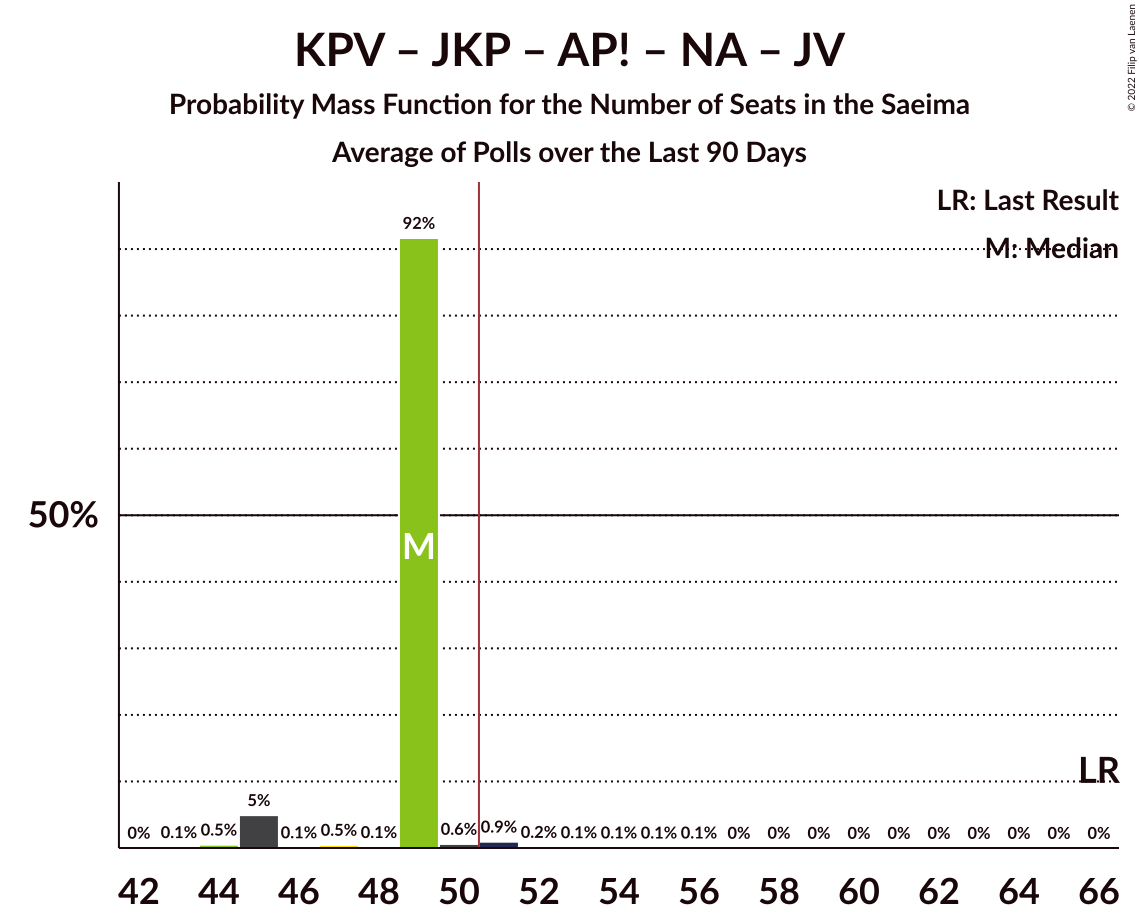 KPV – JKP – AP! – NA – JV
Probability Mass Function for the Number of Seats in the Saeima
Average of Polls over the Last 90 Days
© 2022 Filip van Laenen
LR: Last Result
M: Median
92%
50%
M
LR
0% 0.1% 0.5% 5% 0.1% 0.5% 0.1% 0.6% 0.9% 0.2% 0.1% 0.1% 0.1% 0.1% 0% 0% 0% 0% 0% 0% 0% 0% 0% 0%
42 44 46 48 50 52 54 56 58 60 62 64 66